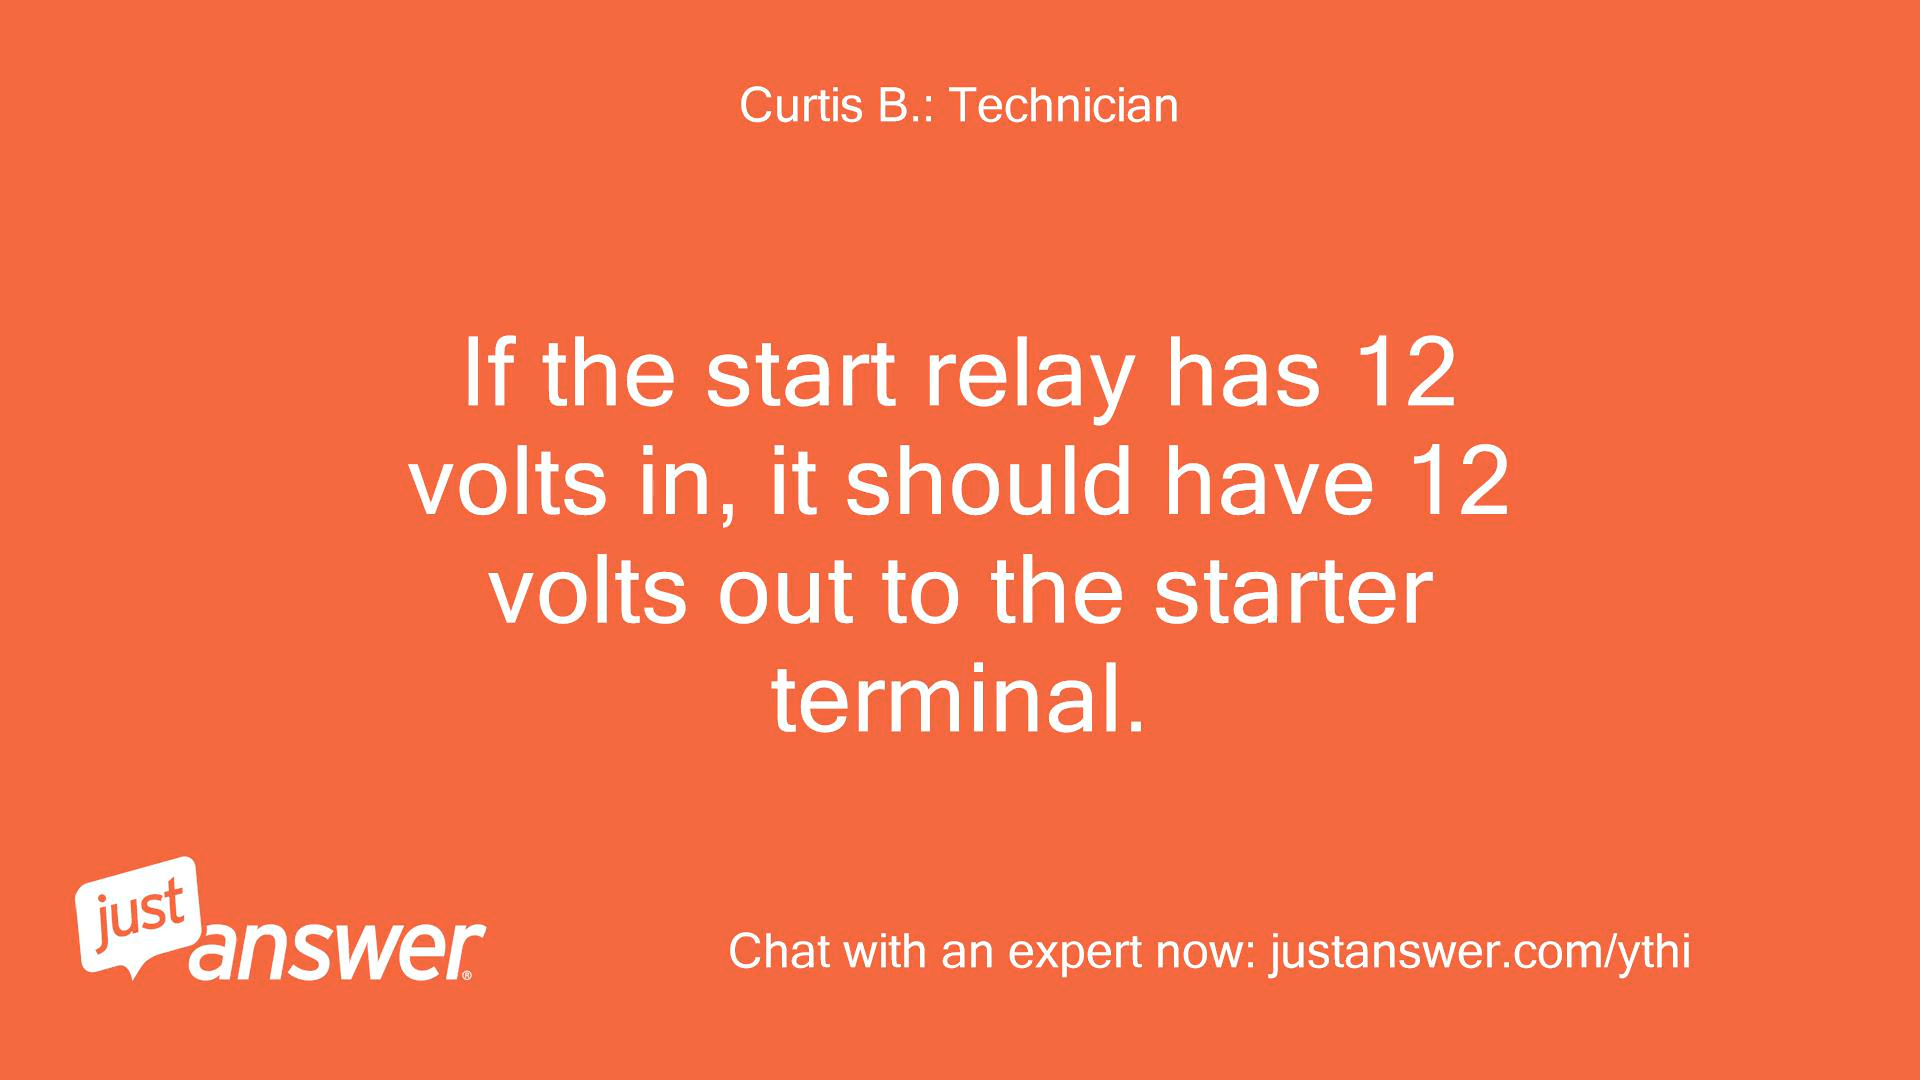 Curtis B.: Technician
If the start relay has 12
volts in, it should have 12
volts out to the starter
terminal.
just
answer®
Chat with an expert now: justanswer.com/ythi